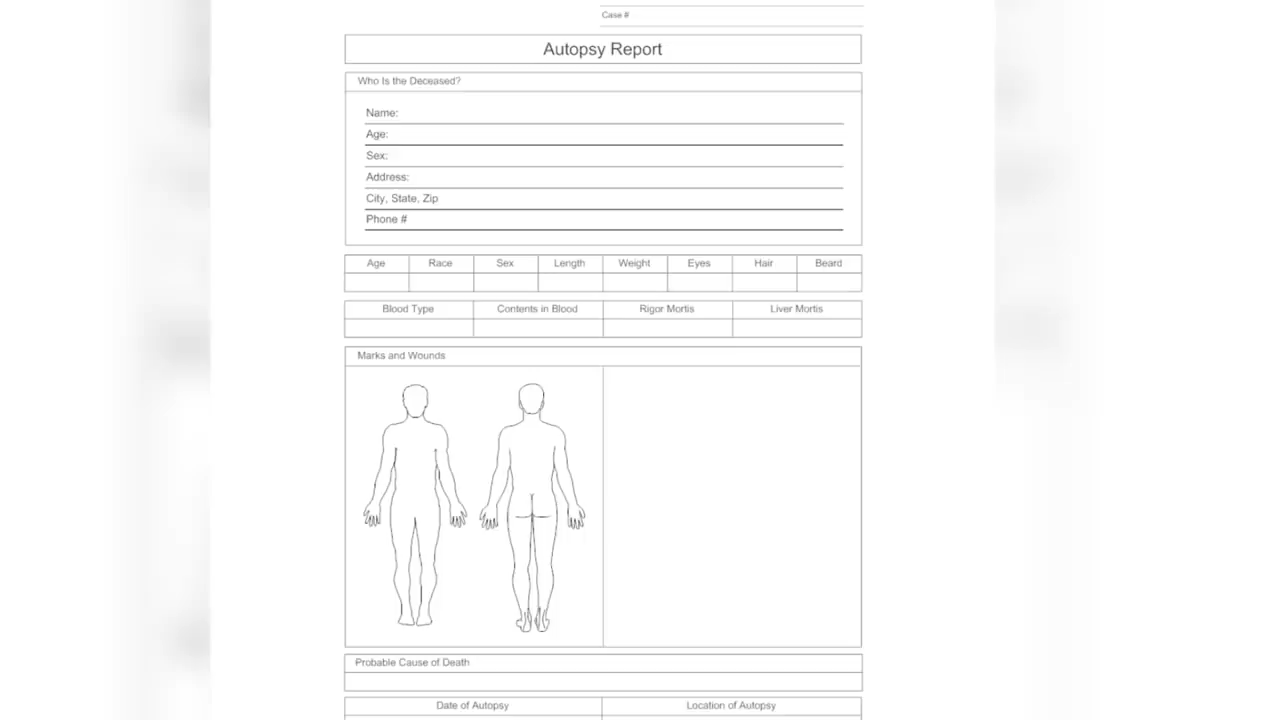 Case #
Autopsy Report
Who Is the Deceased?
Name:
Age:
Sex:
Address:
City, State, Zip
Phone #
Age Race Sex Length Weight Eyes Hair Beard
Blood Type Contents in Blood Rigor Mortis Liver Mortis
Marks and Wounds
Probable Cause of Death
Date of Autopsy Location of Autopsy